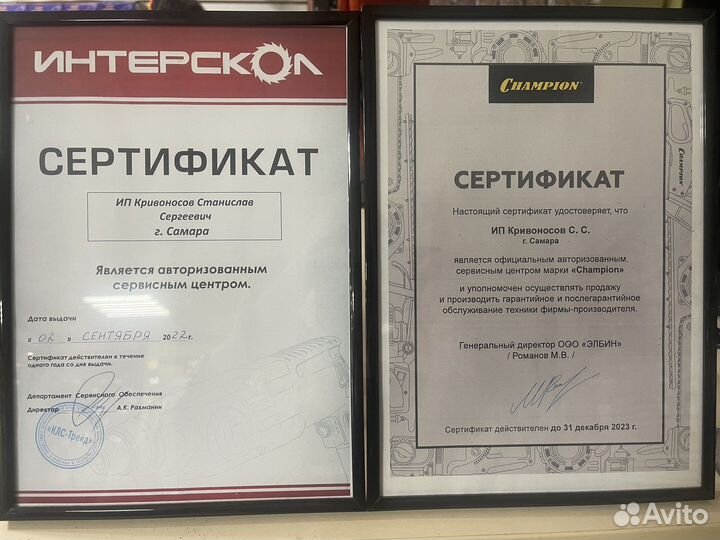 ИНТЕРСКОЛ
СЕРТИФИКАТ
ИП Кривоносов Станислав
Сергеевич
г. Самара
Является авторизованным
сервисным центром.
Дата выдачи
« 02 » СЕНТЯБРЯ 2022 г.
Сертификат действителен в течение
одного года со дня выдачи.
Департамент Сервисного Обеспечения
Директор А.К. Рахманин
«КЛС-Трейд»
CHAMPION
СЕРТИФИКАТ
Настоящий сертификат удостоверяет, что
ИП Кривоносов С. С.
г. Самара
является официальным авторизованным
сервисным центром марки «Champion»
и уполномочен осуществлять продажу
и производить гарантийное и послегарантийное
обслуживание техники фирмы-производителя.
Генеральный директор ООО «ЭЛБИН»
/ Романов М.В. /
Сертификат действителен до 31 декабря 2023 г.
CHAMPION
Avito